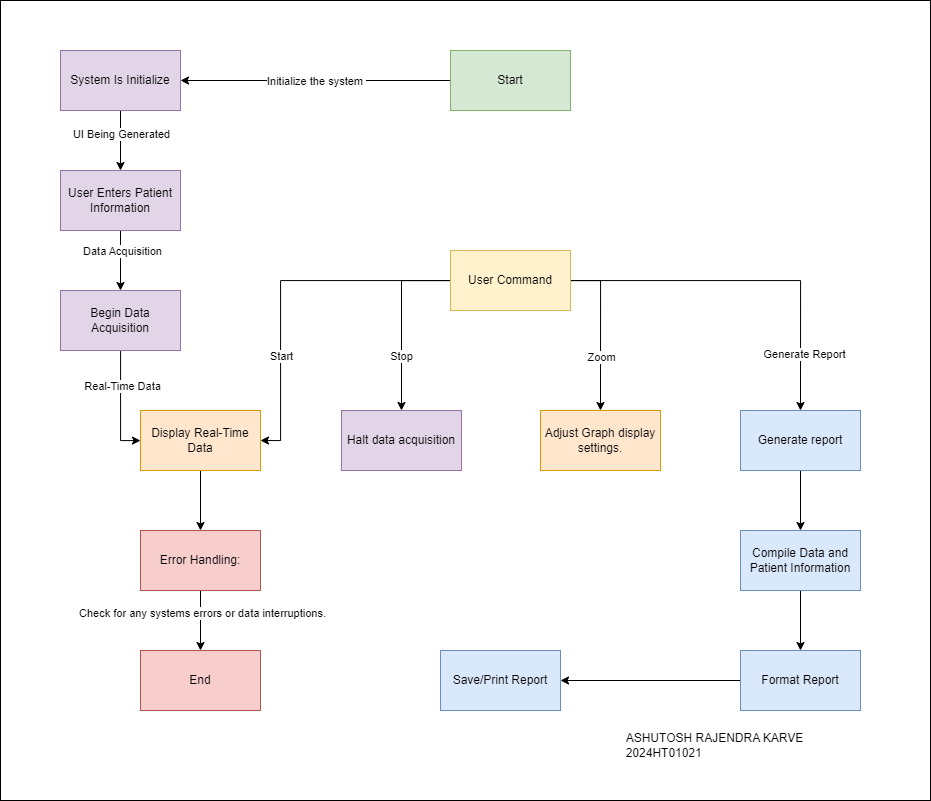 System Is Initialize
Initialize the system
Start
UI Being Generated
User Enters Patient
Information
Data Acquisition
User Command
Begin Data
Acquisition
Start
Stop
Zoom
Generate Report
Real-Time Data
Display Real-Time
Data
Halt data acquisition
Adjust Graph display
settings.
Generate report
Error Handling:
Compile Data and
Patient Information
Check for any systems errors or data interruptions.
End
Save/Print Report
Format Report
ASHUTOSH RAJENDRA KARVE
2024HT01021